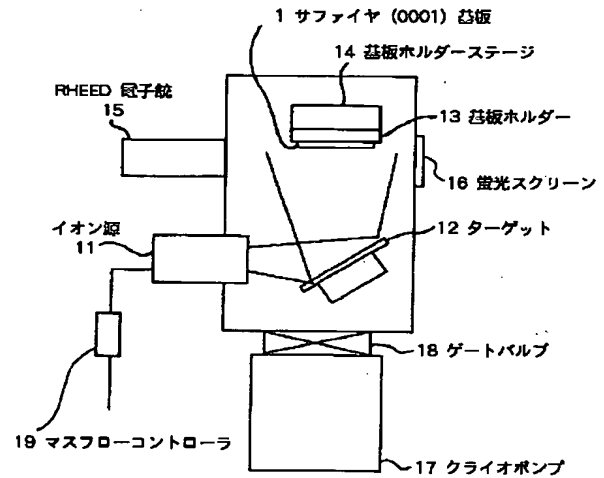 1 サファイヤ (0001) 基板
14 基板ホルダーステージ
RHEED 電子銃
15
13 基板ホルダー
16 蛍光スクリーン
イオン源
11
12 ターゲット
18 ゲートバルブ
19 マスフローコントローラ
17 クライオポンプ